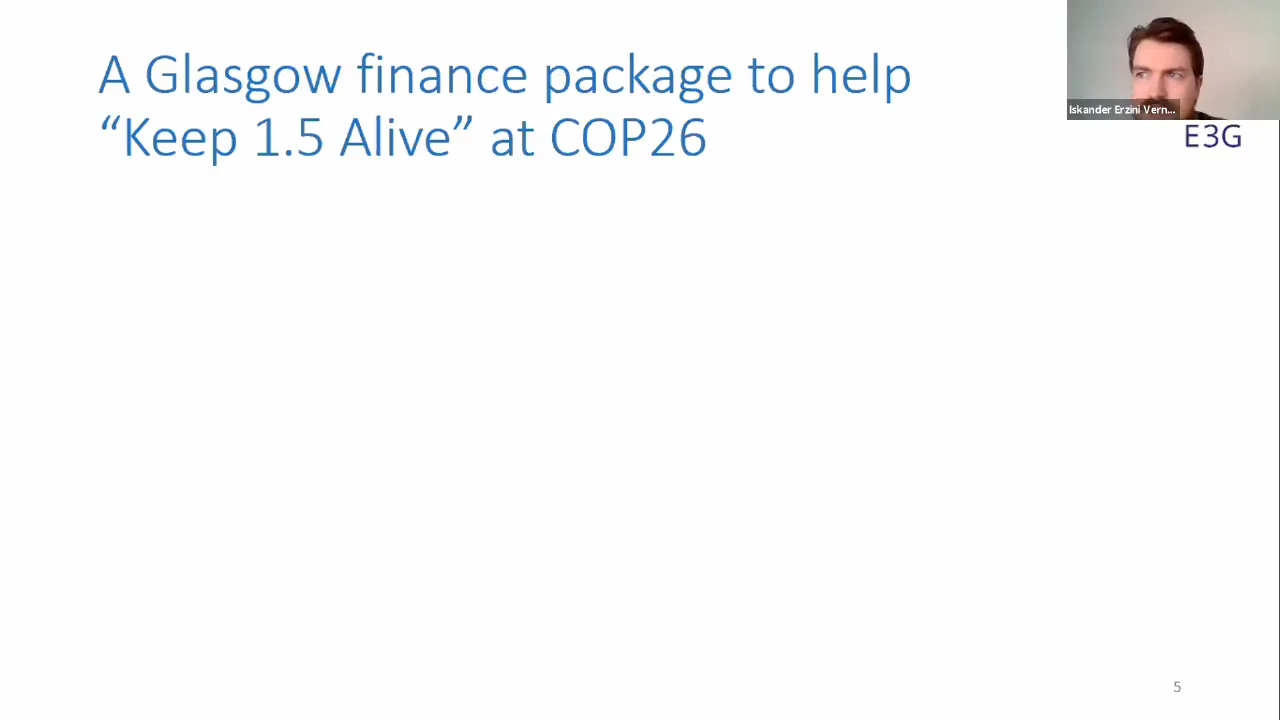 A Glasgow finance package to help
“Keep 1.5 Alive” at COP26
Iskander Erzini Vern...
E3G
5